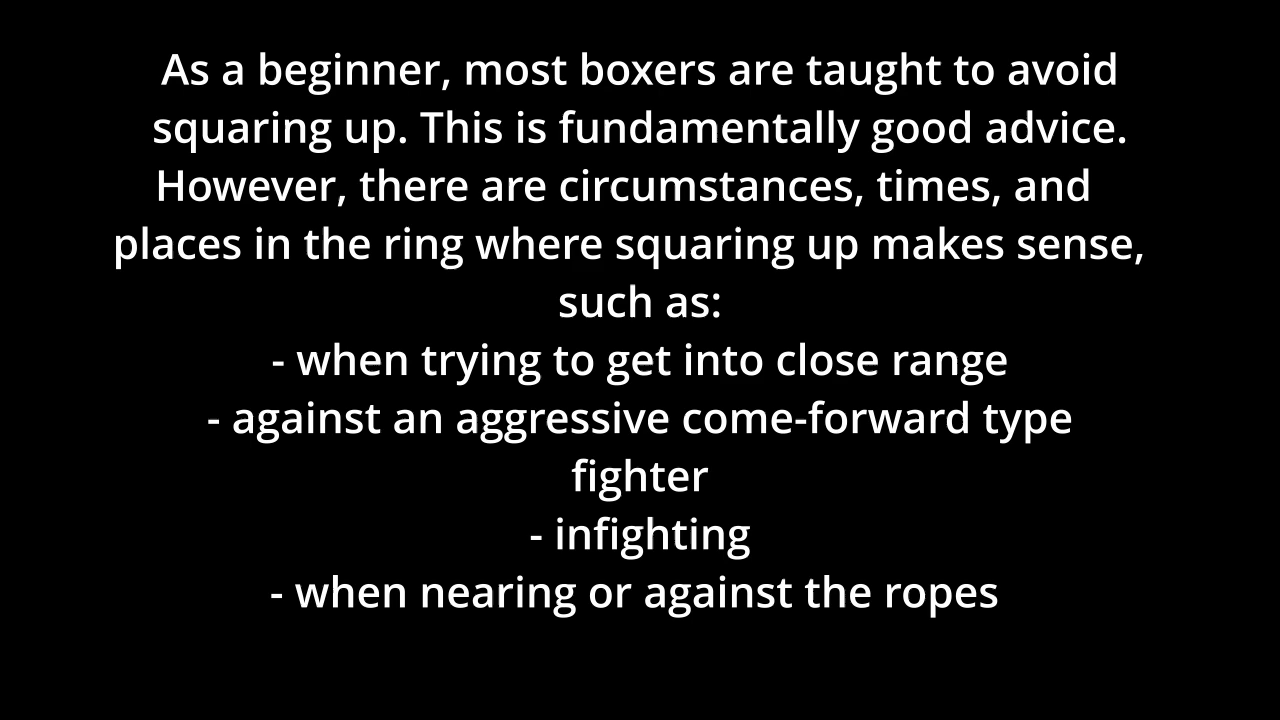 As a beginner, most boxers are taught to avoid
squaring up. This is fundamentally good advice.
However, there are circumstances, times, and
places in the ring where squaring up makes sense,
such as:
- when trying to get into close range
- against an aggressive come-forward type
fighter
- infighting
- when nearing or against the ropes